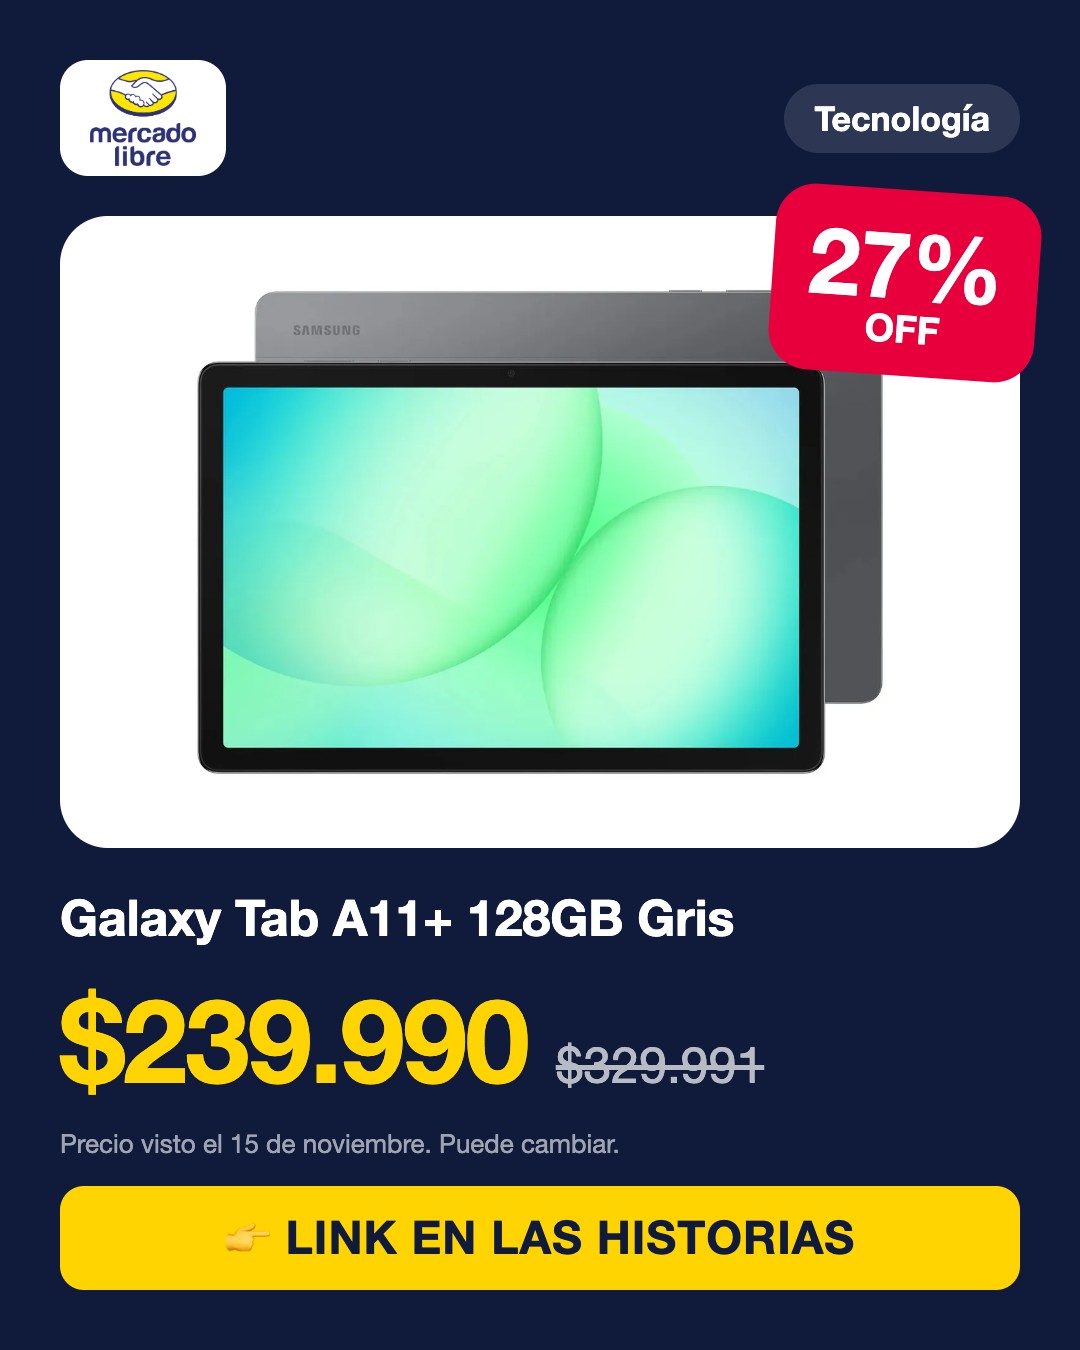 mercado
libre
Tecnología
27%
OFF
SAMSUNG
Galaxy Tab A11+ 128GB Gris
$239.990 $329.991
Precio visto el 15 de noviembre. Puede cambiar.
👉 LINK EN LAS HISTORIAS